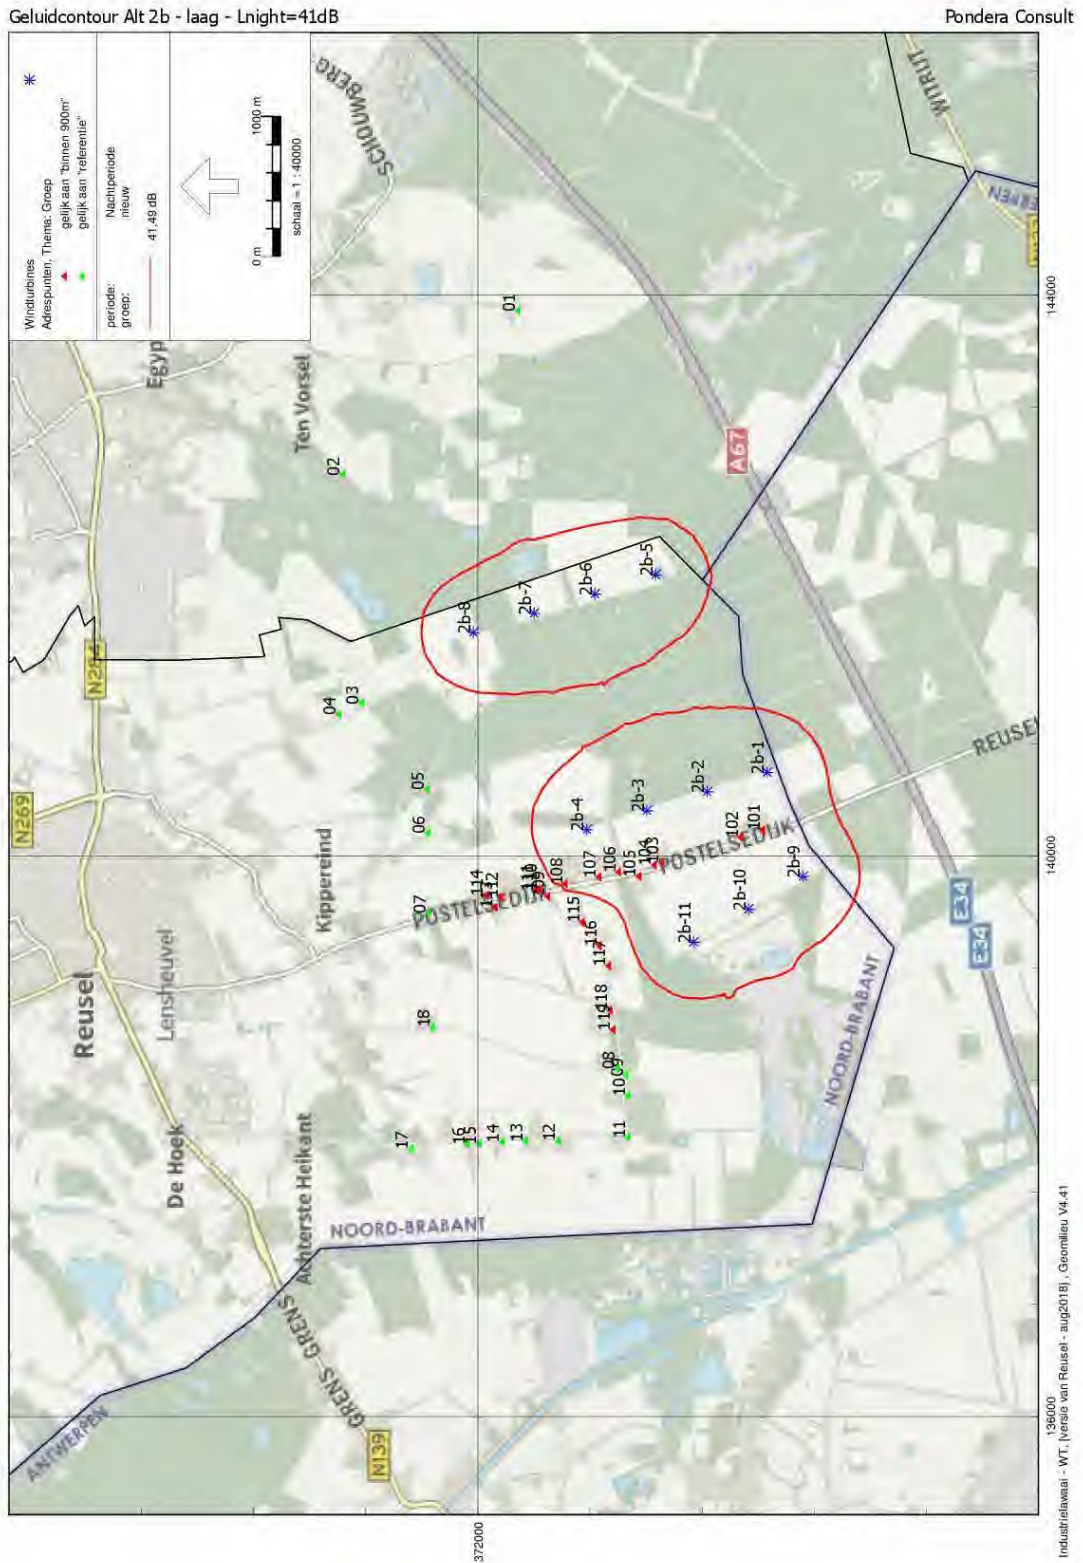 Geluidcontour Alt 2b - laag - Lnight=41dB
Pondera Consult
Windturbines
Adrespunten, Thema: Groep
gelijk aan "binnen 900m"
gelijk aan "referentie"
periode: Nachtperiode
groep: nieuw
41,49 dB
0 m
1000 m
schaal = 1 : 40000
SCHOUWBERG
WITRIJT
Egyp
Ten Vorsel
01
02
03
04
05
06
07
18
17
16
15
14
13
12
11
10
09
08
N284
N269
Reusel
Lensheuvel
Kippereind
De Hoek
Achterste Heikant
POSTELSEDIJK
POSTELSEDIJK
REUSEL
2b-8
2b-7
2b-6
2b-5
2b-4
2b-3
2b-2
2b-1
2b-9
2b-10
2b-11
101
102
103
104
105
106
107
108
109
111
112
114
115
116
117
118
119
A67
E34
E34
NOORD-BRABANT
NOORD-BRABANT
ANTWERPEN
ERPEN
GRENS
GRENS
N139
372000
136000
140000
144000
Industrielawaai - WT, [versie van Reusel - aug2018] , Geomilieu V4.41